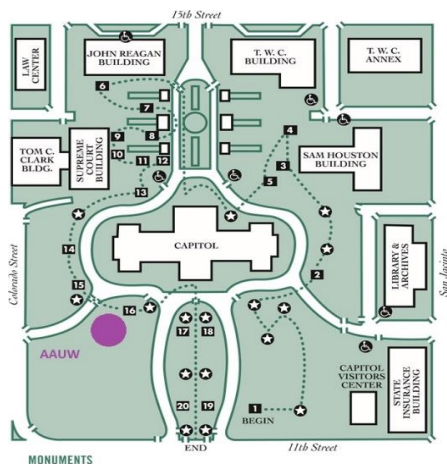 15th Street
LAW
CENTER
JOHN REAGAN
BUILDING
T. W. C.
BUILDING
T. W. C.
ANNEX
6
7
4
9
8
TOM C.
CLARK
BLDG.
SUPREME
COURT
BUILDING
10
11
12
3
SAM HOUSTON
BUILDING
5
13
Colorado Street
14
CAPITOL
2
LIBRARY
& ARCHIVES
San Jacinto
15
16
AAUW
17
18
CAPITOL
VISITORS
CENTER
STATE
INSURANCE
BUILDING
20
19
1
BEGIN
END
11th Street
MONUMENTS